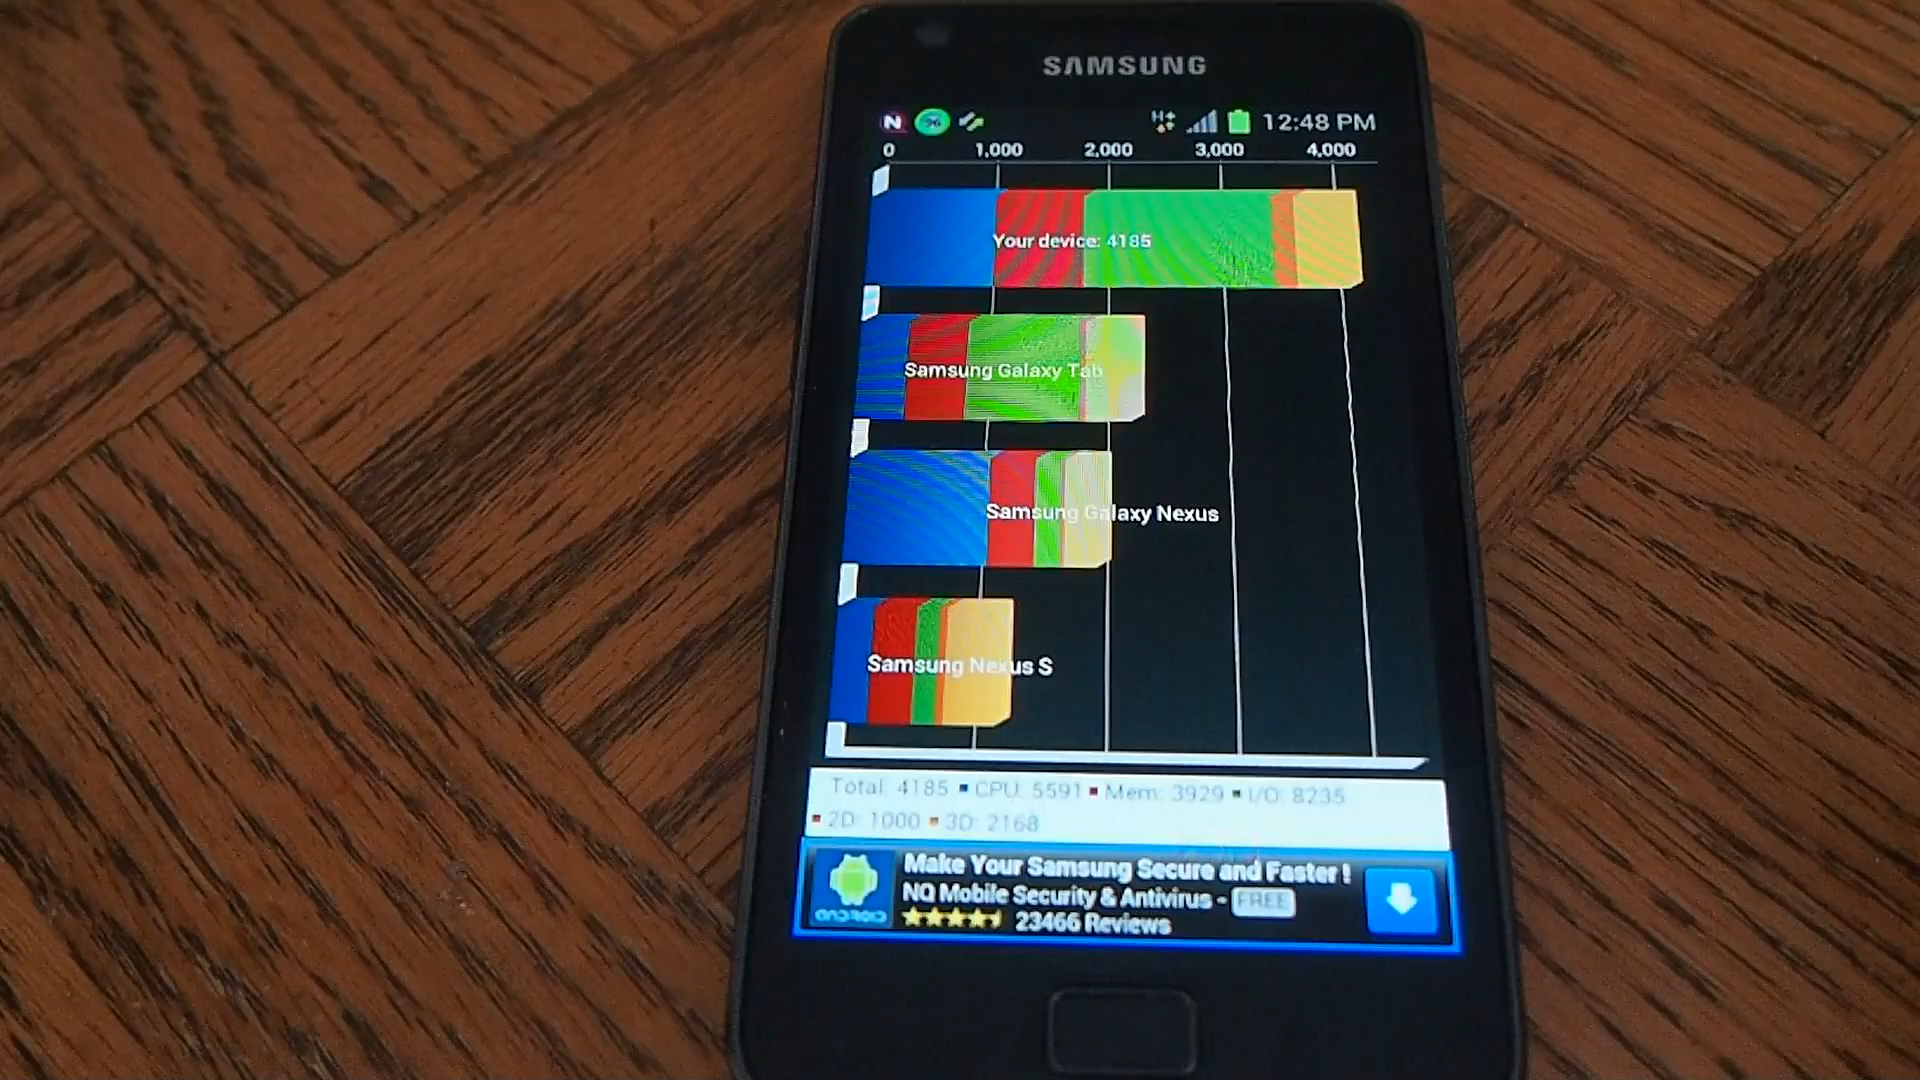 SAMSUNG
N 96 H 12:48 PM
0 1,000 2,000 3,000 4,000
Your device: 4185
Samsung Galaxy Tab
Samsung Galaxy Nexus
Samsung Nexus S
Total: 4185 CPU: 5591 Mem: 3929 I/O: 8235
2D: 1000 3D: 2168
Make Your Samsung Secure and Faster !
NQ Mobile Security & Antivirus - FREE
ANDROID
23466 Reviews